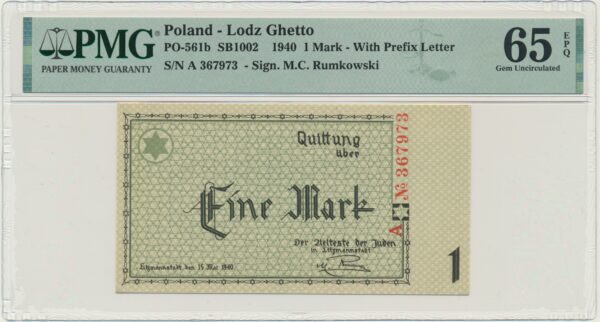 PMG
PAPER MONEY GUARANTY
Poland - Lodz Ghetto
PO-561b SB1002 1940 1 Mark - With Prefix Letter
S/N A 367973 - Sign. M.C. Rumkowski
65 EPQ
Gem Uncirculated
Quittung
über
Eine Mark
Der Aelteste der Juden
in Litzmannstadt
Litzmannstadt, den 15. Mai 1940.
A № 367973
1